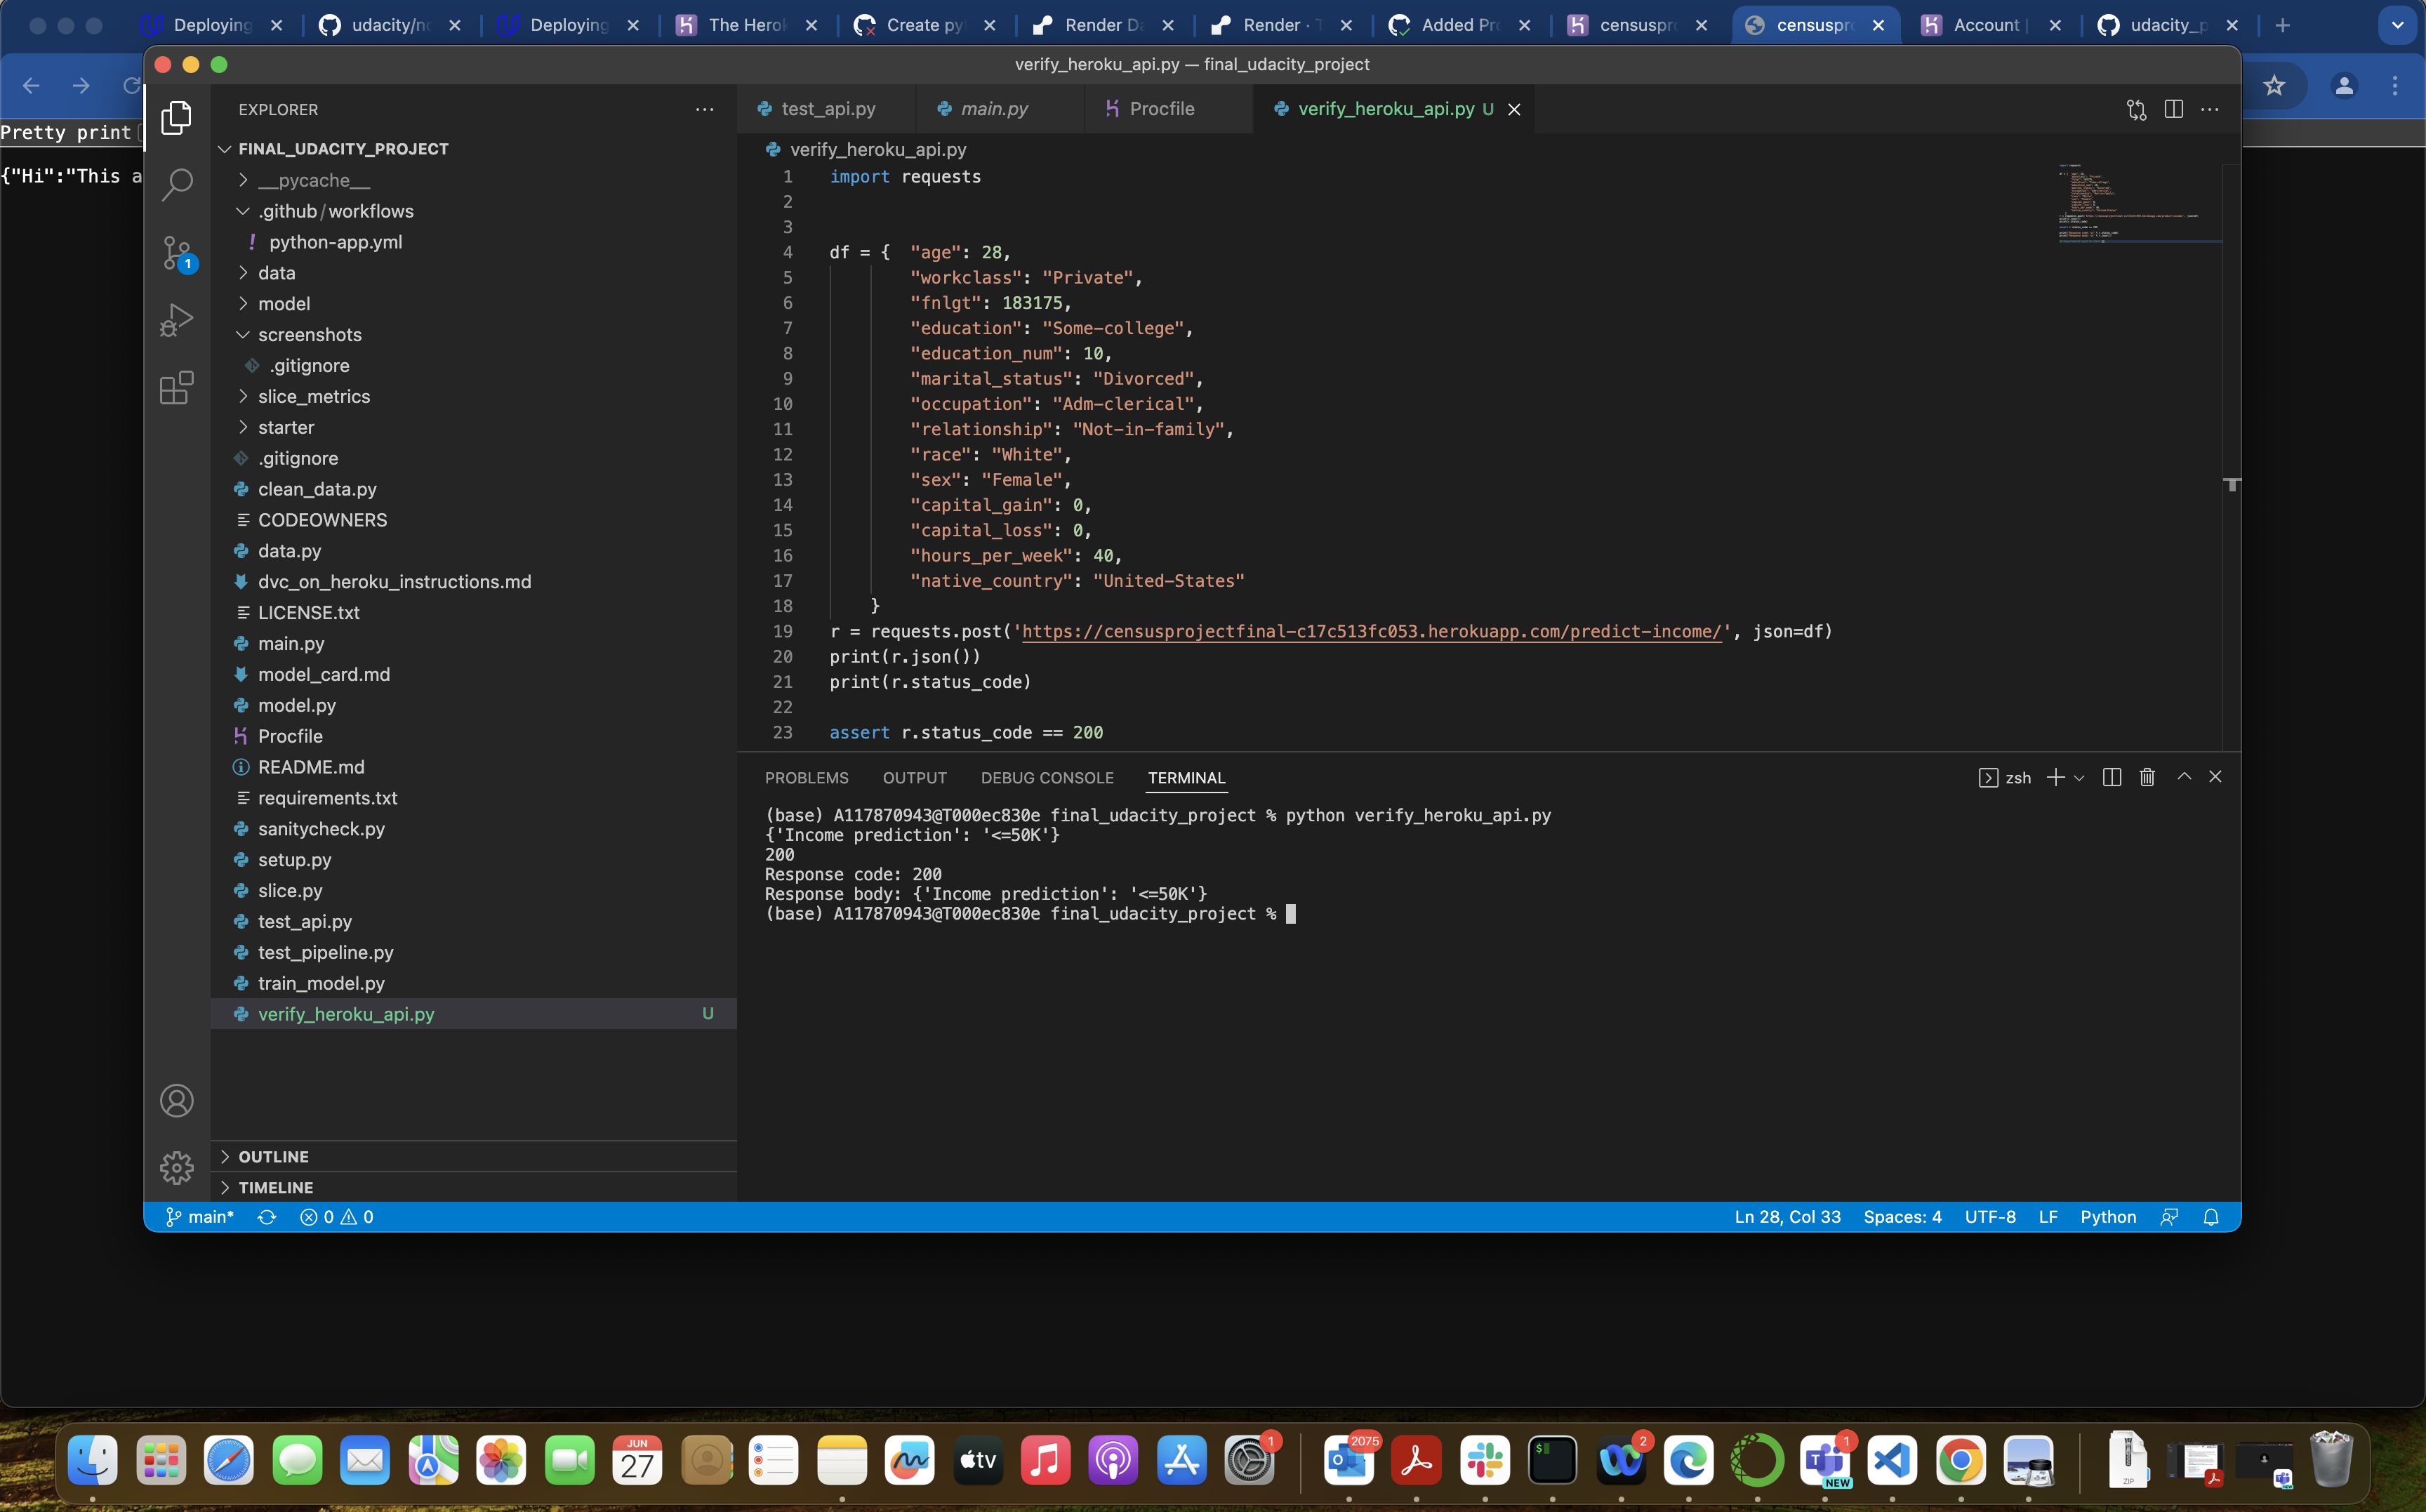 Deploying
udacity/n
Deploying
The Hero
Create py
Render D
Render ·
Added Pr
censuspr
censuspr
Account
udacity_p
Pretty print
{"Hi":"This a
verify_heroku_api.py — final_udacity_project
EXPLORER
FINAL_UDACITY_PROJECT
__pycache__
.github/workflows
python-app.yml
data
model
screenshots
.gitignore
slice_metrics
starter
.gitignore
clean_data.py
CODEOWNERS
data.py
dvc_on_heroku_instructions.md
LICENSE.txt
main.py
model_card.md
model.py
Procfile
README.md
requirements.txt
sanitycheck.py
setup.py
slice.py
test_api.py
test_pipeline.py
train_model.py
verify_heroku_api.py U
OUTLINE
TIMELINE
1
test_api.py
main.py
Procfile
verify_heroku_api.py U
verify_heroku_api.py
1 import requests
2
3
4 df = { "age": 28,
5 "workclass": "Private",
6 "fnlgt": 183175,
7 "education": "Some-college",
8 "education_num": 10,
9 "marital_status": "Divorced",
10 "occupation": "Adm-clerical",
11 "relationship": "Not-in-family",
12 "race": "White",
13 "sex": "Female",
14 "capital_gain": 0,
15 "capital_loss": 0,
16 "hours_per_week": 40,
17 "native_country": "United-States"
18 }
19 r = requests.post('https://censusprojectfinal-c17c513fc053.herokuapp.com/predict-income/', json=df)
20 print(r.json())
21 print(r.status_code)
22
23 assert r.status_code == 200
PROBLEMS OUTPUT DEBUG CONSOLE TERMINAL
zsh
(base) A117870943@T000ec830e final_udacity_project % python verify_heroku_api.py
{'Income prediction': '<=50K'}
200
Response code: 200
Response body: {'Income prediction': '<=50K'}
(base) A117870943@T000ec830e final_udacity_project %
main* 0 0
Ln 28, Col 33 Spaces: 4 UTF-8 LF Python
JUN
27
tv
1
2075
2
1
NEW
ZIP